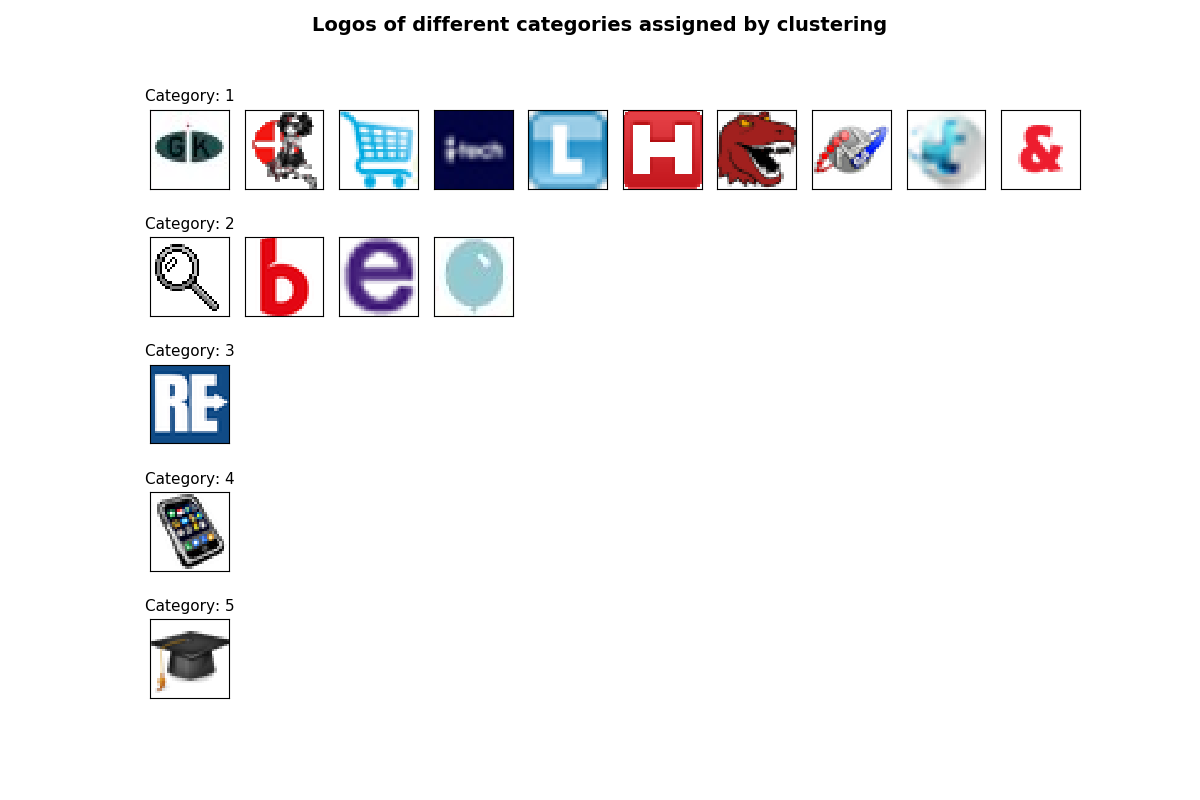 Logos of different categories assigned by clustering
Category: 1
GK
tech
L
H
&
Category: 2
b
e
Category: 3
RE
Category: 4
Category: 5